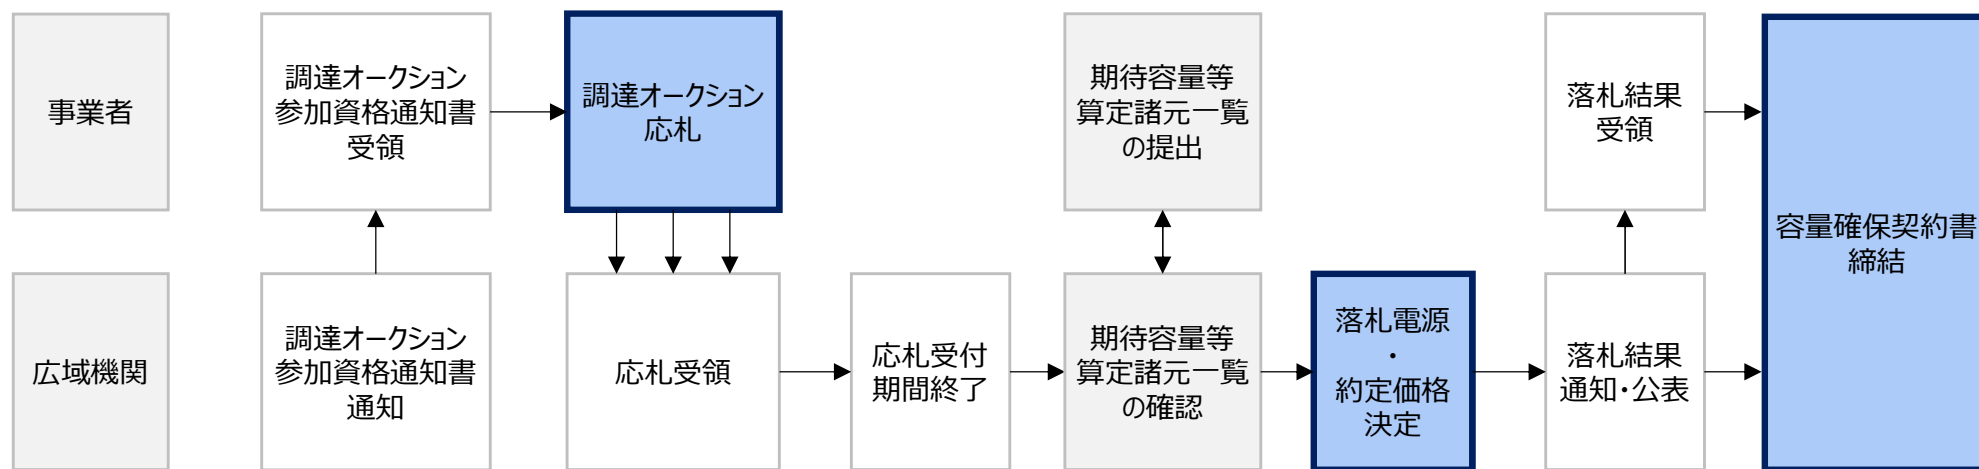 事業者
調達オークション
参加資格通知書
受領
調達オークション
応札
期待容量等
算定諸元一覧
の提出
落札結果
受領
容量確保契約書
締結
広域機関
調達オークション
参加資格通知書
通知
応札受領
応札受付
期間終了
期待容量等
算定諸元一覧
の確認
落札電源
・
約定価格
決定
落札結果
通知・公表